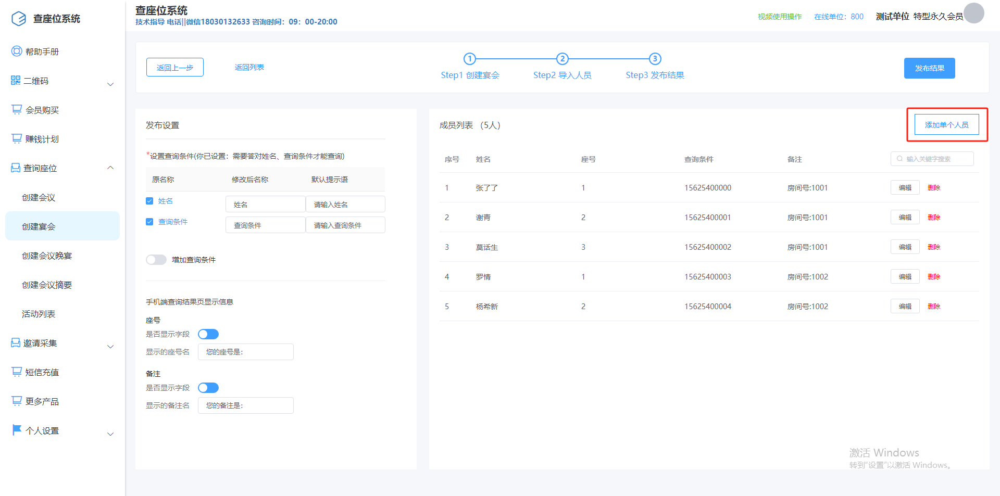 查座位系统
帮助手册
二维码
会员购买
赚钱计划
查询座位
创建会议
创建宴会
创建会议晚宴
创建会议摘要
活动列表
邀请采集
短信充值
更多产品
个人设置
查座位系统
技术指导 电话||微信18030132633 咨询时间：09：00-20:00
视频使用操作 在线单位：800 测试单位 特型永久会员
返回上一步 返回列表
1 2 3
Step1 创建宴会 Step2 导入人员 Step3 发布结果
发布结果
发布设置
*设置查询条件(你已设置：需要答对姓名、查询条件才能查询)
原名称 修改后名称 默认提示语
姓名 姓名 请输入姓名
查询条件 查询条件 请输入查询条件
增加查询条件
手机端查询结果页显示信息
座号
是否显示字段
显示的座号名 您的座号是：
备注
是否显示字段
显示的备注名 您的备注是：
成员列表 （5人） 添加单个人员
序号 姓名 座号 查询条件 备注 输入关键字搜索
1 张了了 1 15625400000 房间号:1001 编辑 删除
2 谢青 2 15625400001 房间号:1001 编辑 删除
3 莫话生 3 15625400002 房间号:1001 编辑 删除
4 罗情 1 15625400003 房间号:1002 编辑 删除
5 杨希新 2 15625400004 房间号:1002 编辑 删除
激活 Windows
转到“设置”以激活 Windows。